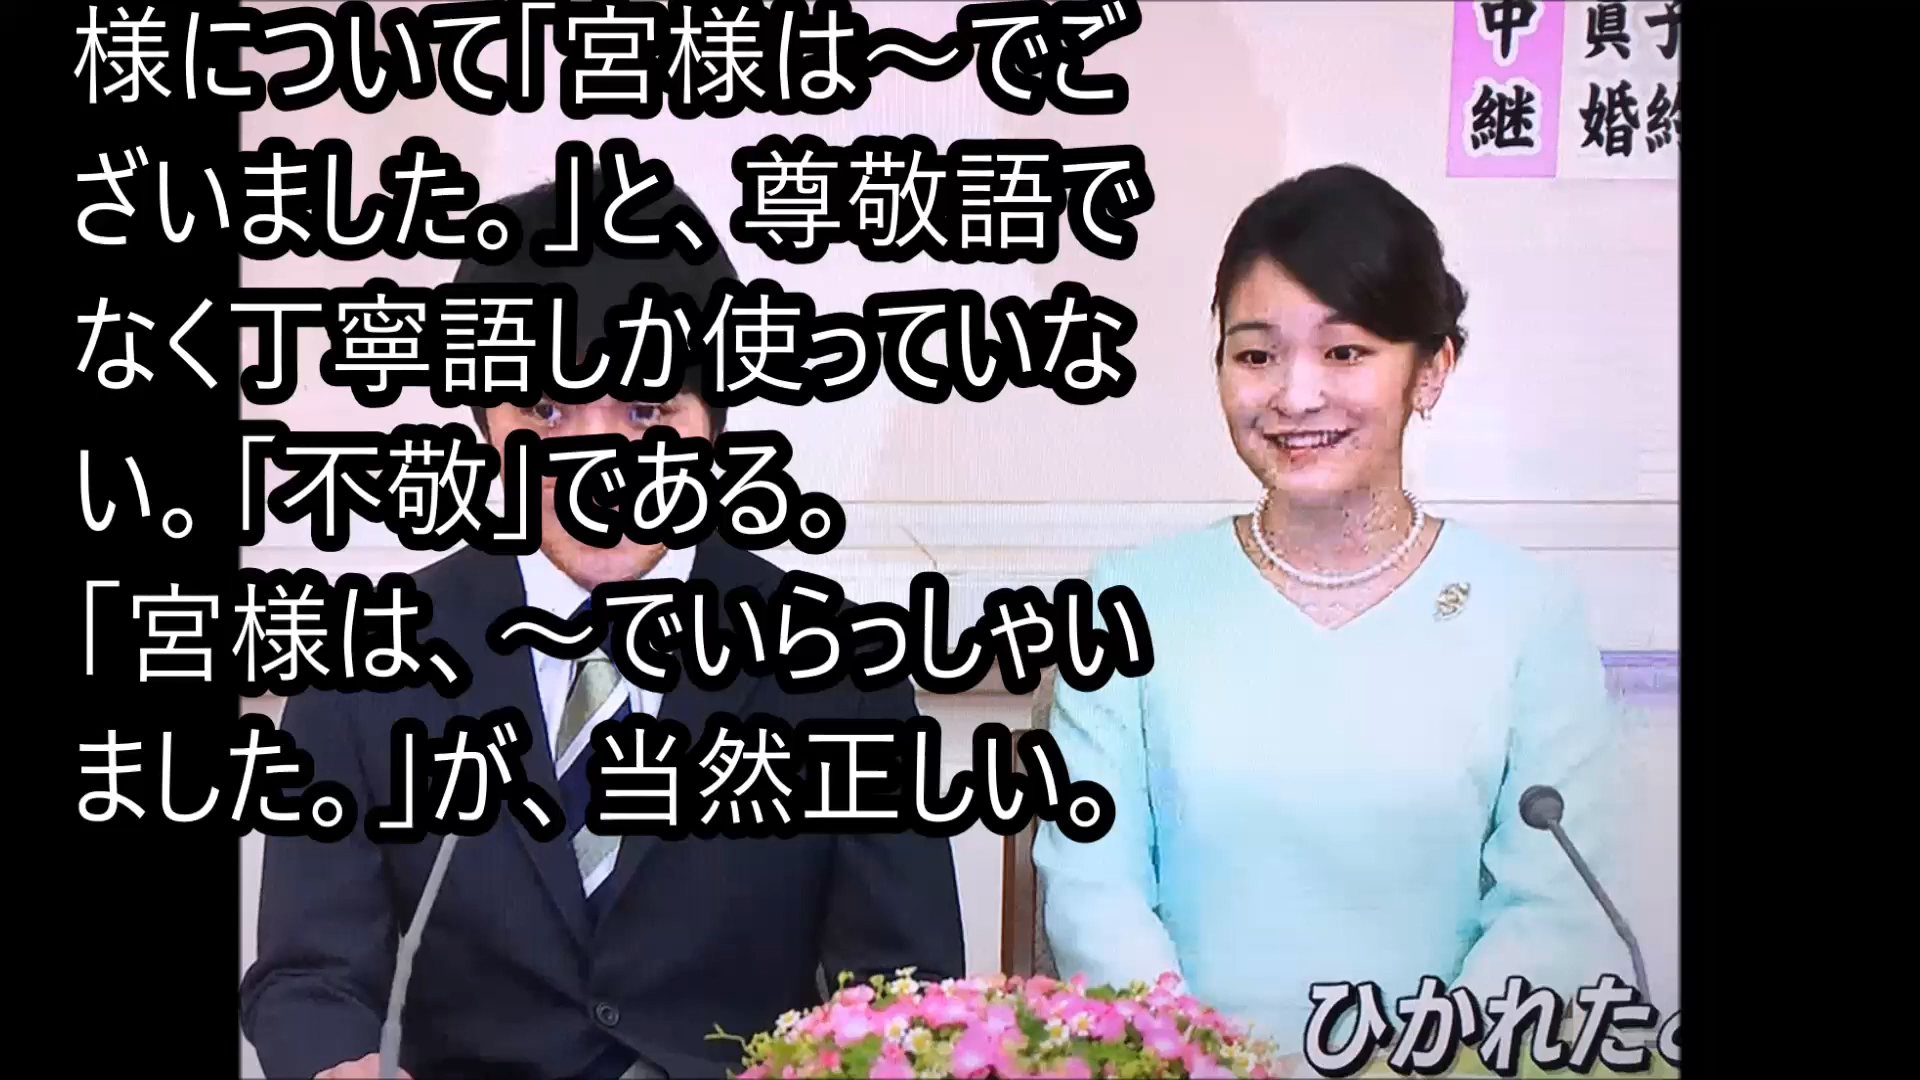 様について「宮様は～でご
ざいました。」と、尊敬語で
なく丁寧語しか使っていな
い。「不敬」である。
「宮様は、～でいらっしゃい
ました。」が、当然正しい。
中継
眞子
婚約
ひかれた